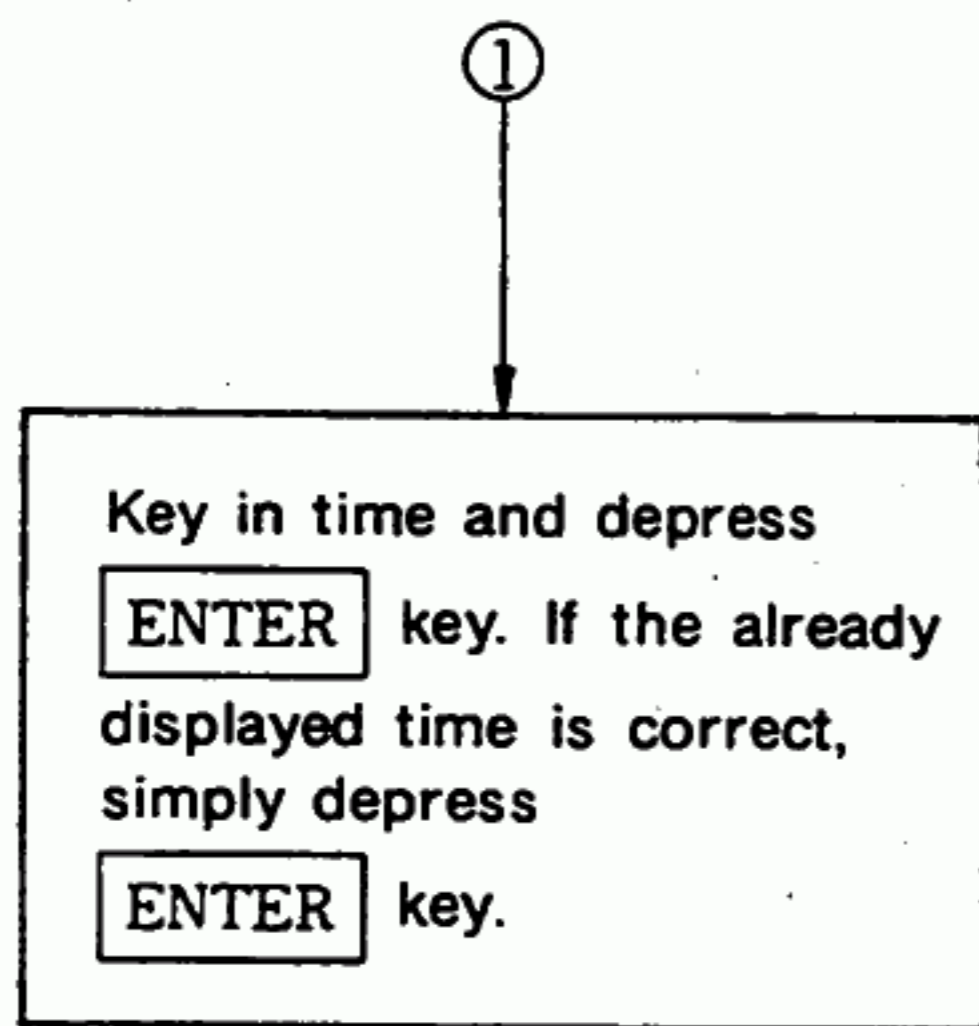 1
Key in time and depress
ENTER key. If the already
displayed time is correct,
simply depress
ENTER key.